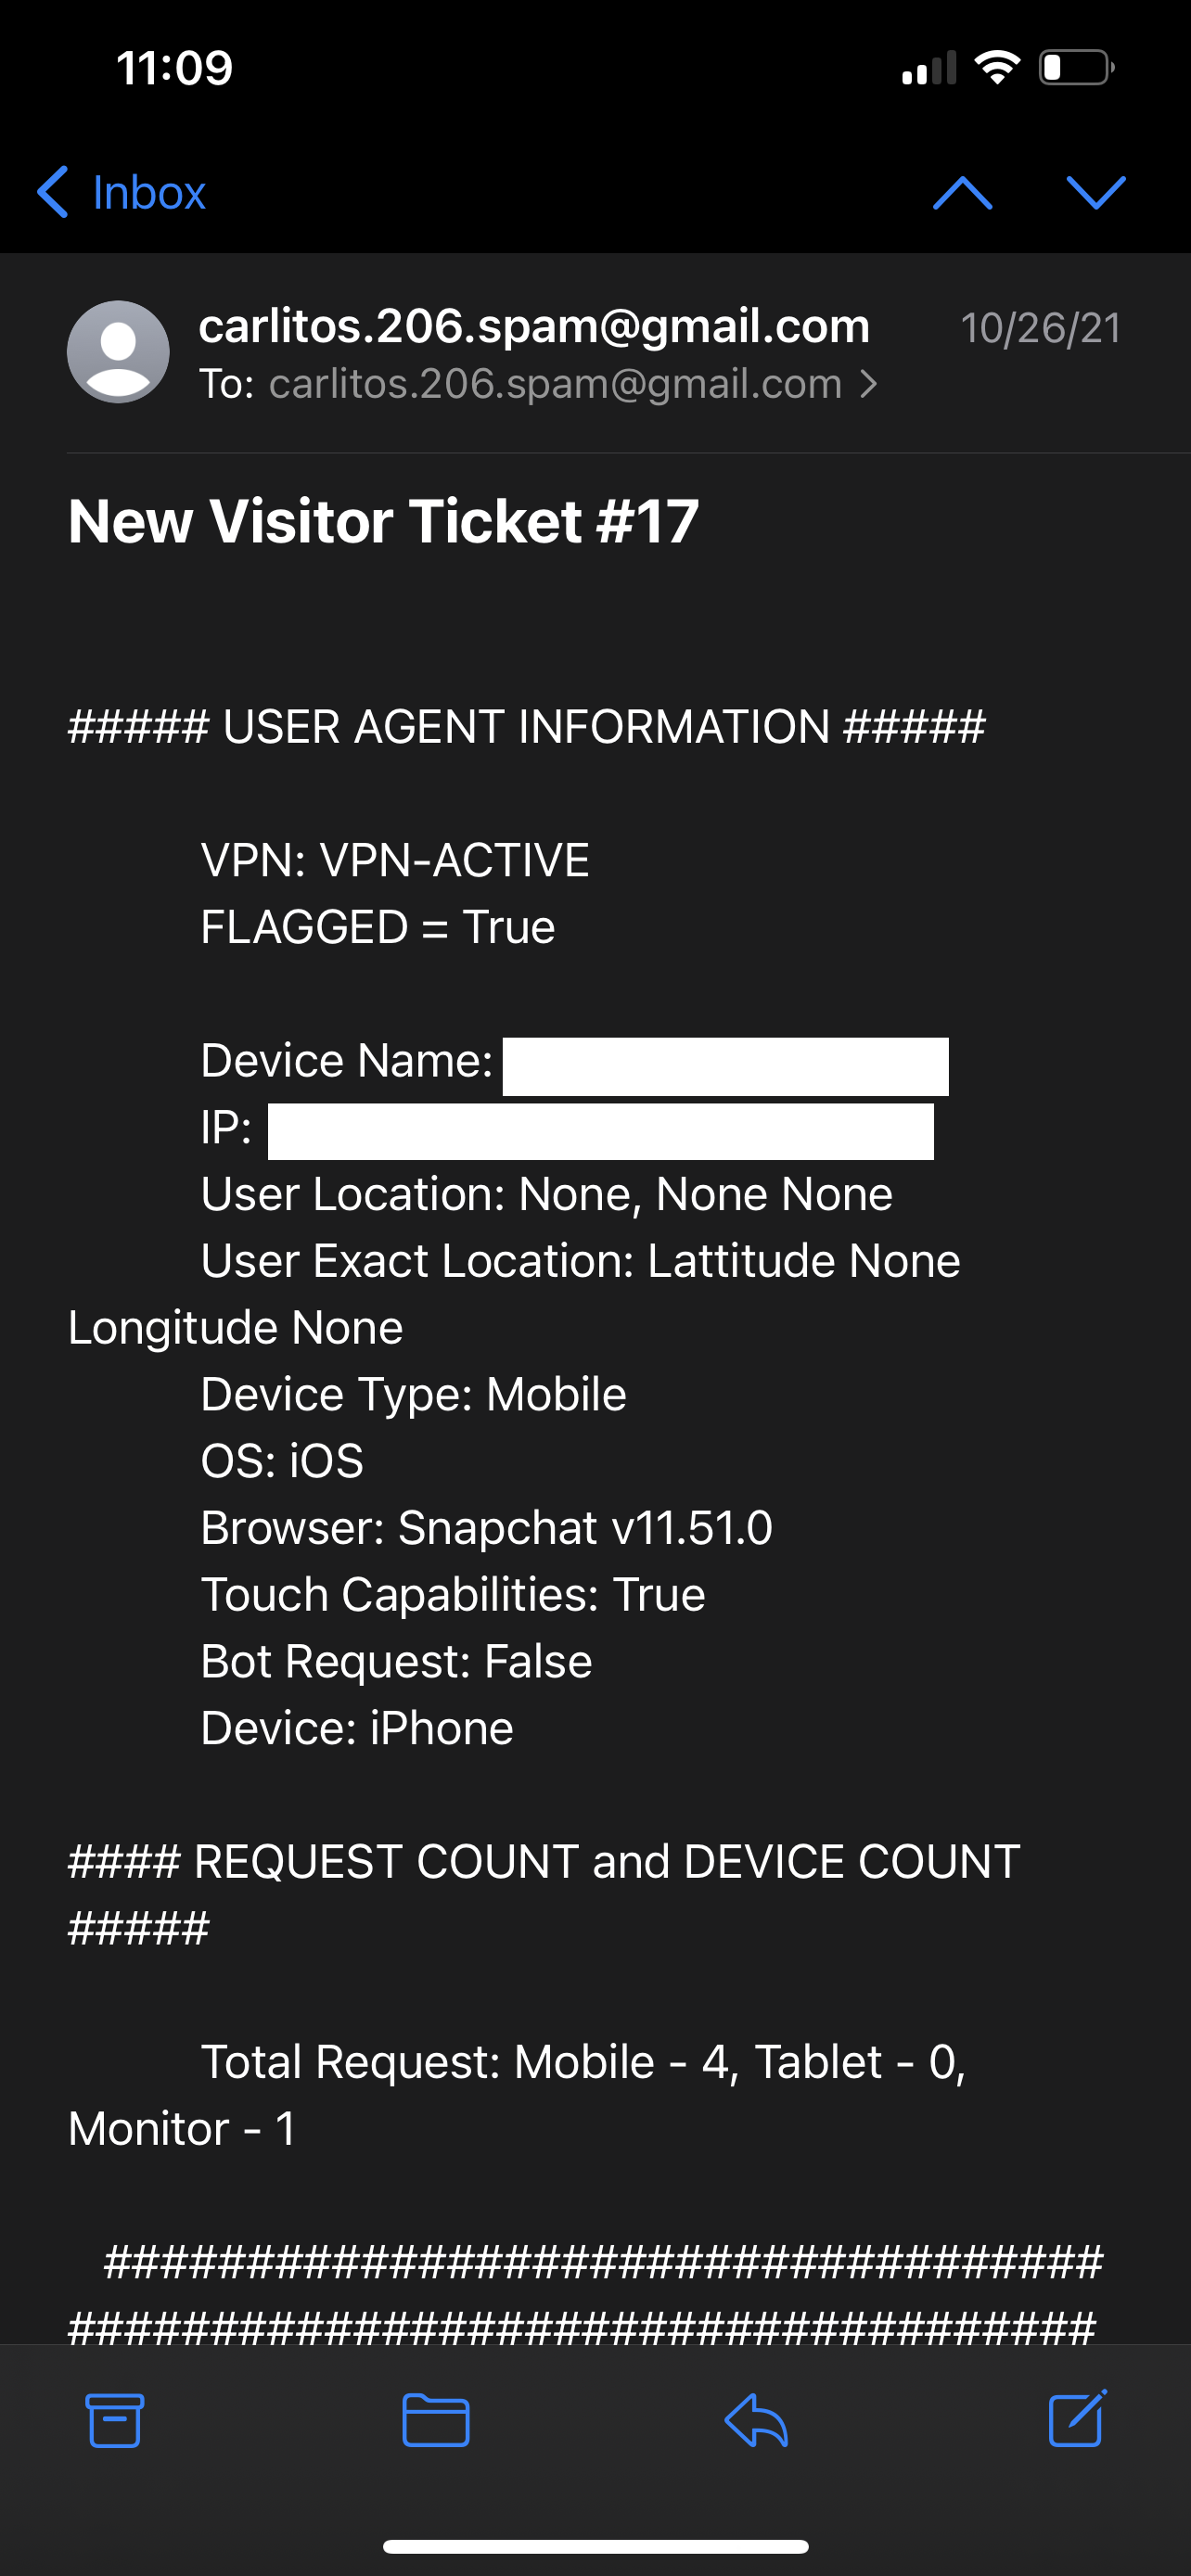 11:09
Inbox
carlitos.206.spam@gmail.com 10/26/21
To: carlitos.206.spam@gmail.com >
New Visitor Ticket #17
##### USER AGENT INFORMATION #####
VPN: VPN-ACTIVE
FLAGGED = True
Device Name:
IP:
User Location: None, None None
User Exact Location: Lattitude None
Longitude None
Device Type: Mobile
OS: iOS
Browser: Snapchat v11.51.0
Touch Capabilities: True
Bot Request: False
Device: iPhone
#### REQUEST COUNT and DEVICE COUNT
#####
Total Request: Mobile - 4, Tablet - 0,
Monitor - 1
###################################
####################################